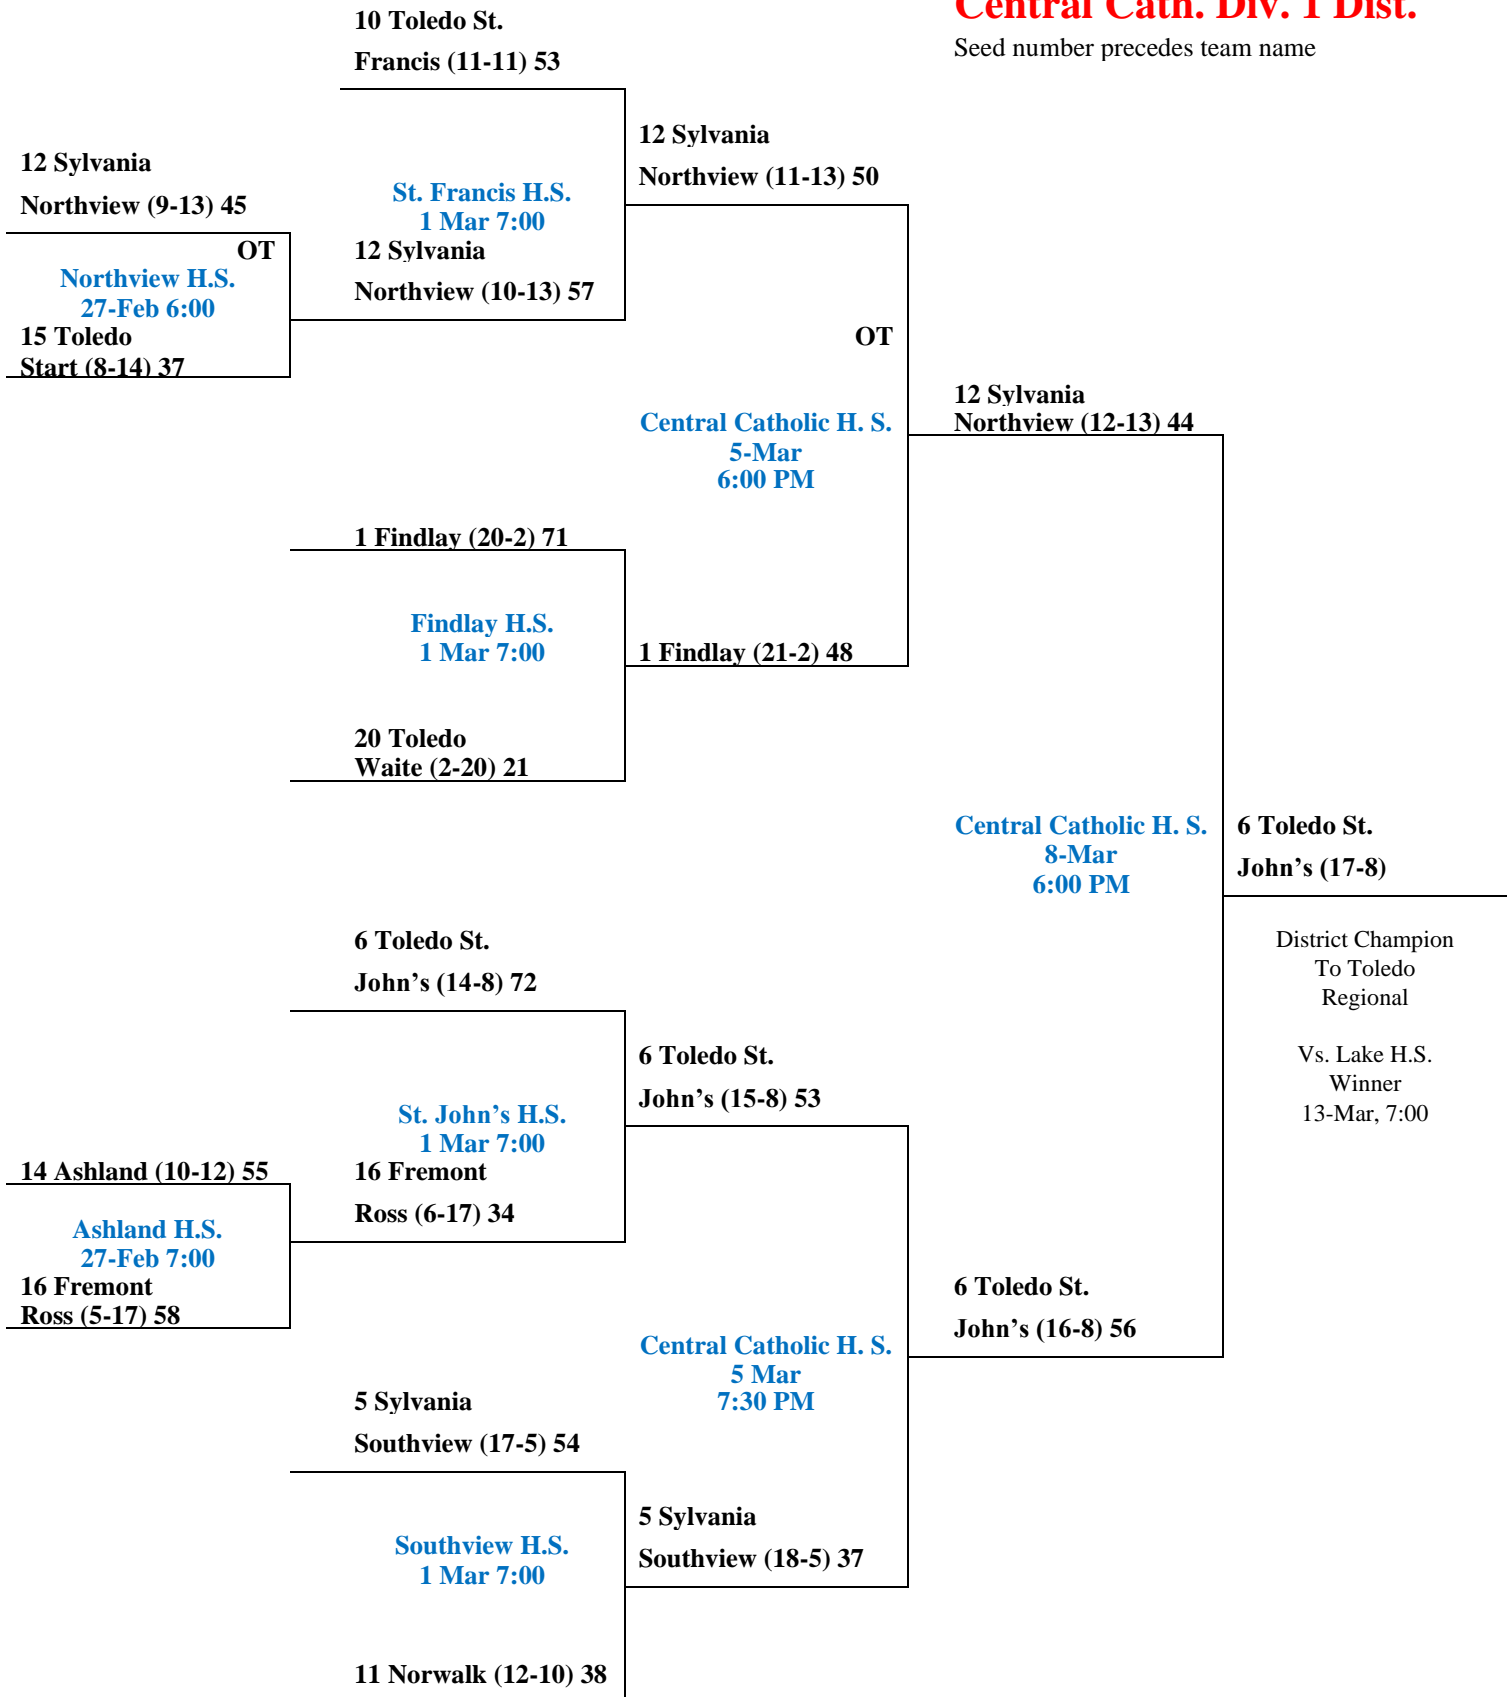 Central Cath. Div. 1 Dist.
Seed number precedes team name
10 Toledo St.
Francis (11-11) 53
12 Sylvania
Northview (9-13) 45
OT
Northview H.S.
27-Feb 6:00
15 Toledo
Start (8-14) 37
St. Francis H.S.
1 Mar 7:00
12 Sylvania
Northview (10-13) 57
12 Sylvania
Northview (11-13) 50
OT
Central Catholic H. S.
5-Mar
6:00 PM
12 Sylvania
Northview (12-13) 44
1 Findlay (20-2) 71
Findlay H.S.
1 Mar 7:00
1 Findlay (21-2) 48
20 Toledo
Waite (2-20) 21
Central Catholic H. S.
8-Mar
6:00 PM
6 Toledo St.
John's (17-8)
District Champion
To Toledo
Regional
Vs. Lake H.S.
Winner
13-Mar, 7:00
6 Toledo St.
John's (14-8) 72
St. John's H.S.
1 Mar 7:00
6 Toledo St.
John's (15-8) 53
14 Ashland (10-12) 55
Ashland H.S.
27-Feb 7:00
16 Fremont
Ross (5-17) 58
16 Fremont
Ross (6-17) 34
Central Catholic H. S.
5 Mar
7:30 PM
6 Toledo St.
John's (16-8) 56
5 Sylvania
Southview (17-5) 54
Southview H.S.
1 Mar 7:00
5 Sylvania
Southview (18-5) 37
11 Norwalk (12-10) 38